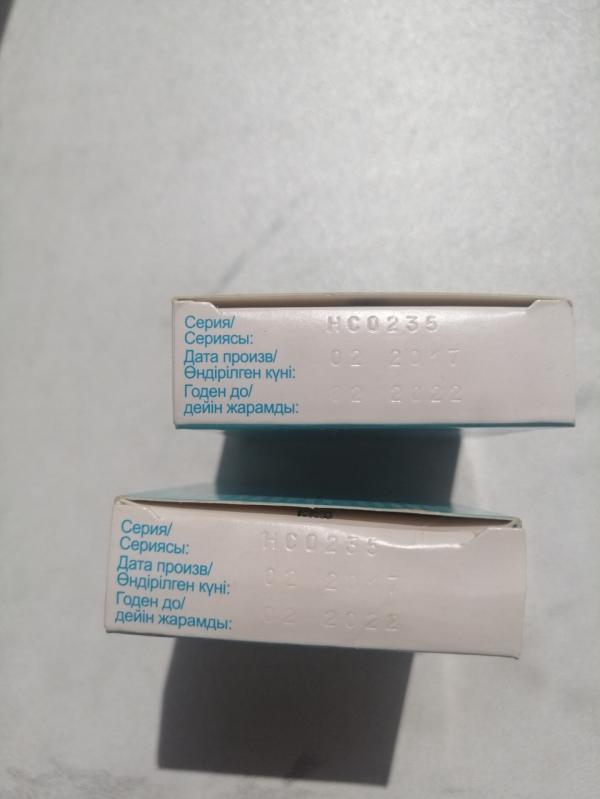 Серия/ HC0235
Сериясы:
Дата произв/ 02 2017
Өндірілген күні:
Годен до/ 02 2022
дейін жарамды:
Серия/ HC0235
Сериясы:
Дата произв/ 02 2017
Өндірілген күні:
Годен до/ 02 2022
дейін жарамды: